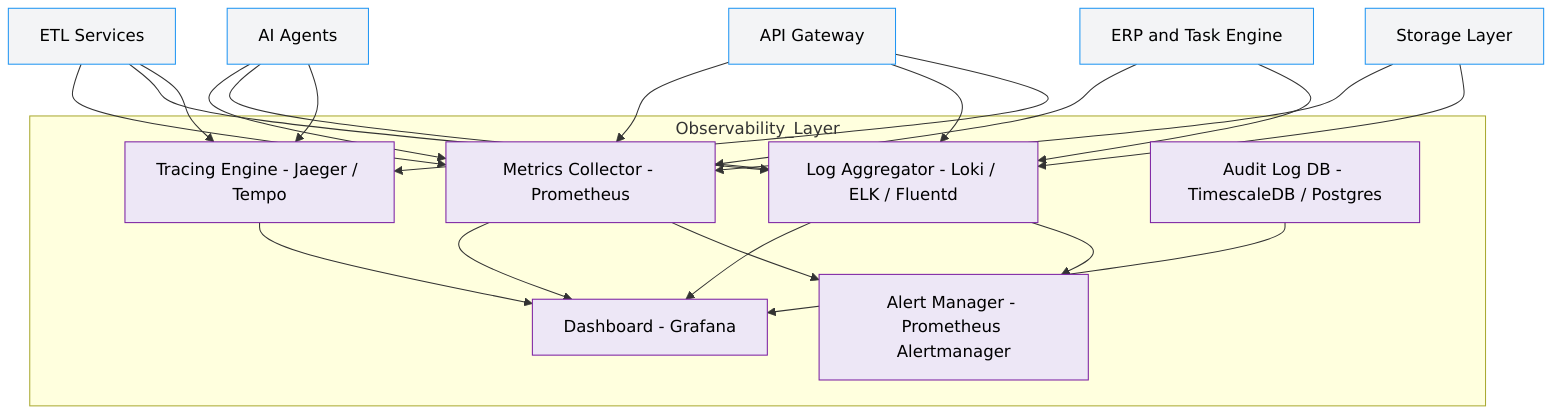 ETL Services
AI Agents
API Gateway
ERP and Task Engine
Storage Layer
Observability_Layer
Tracing Engine - Jaeger /
Tempo
Metrics Collector -
Prometheus
Log Aggregator - Loki /
ELK / Fluentd
Audit Log DB -
TimescaleDB / Postgres
Dashboard - Grafana
Alert Manager -
Prometheus
Alertmanager